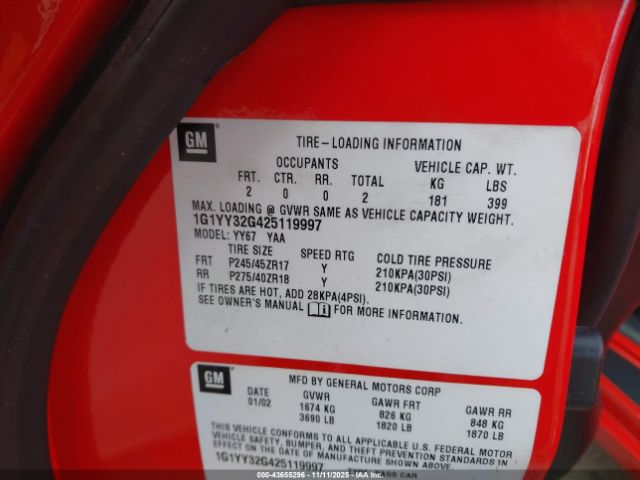 GM
TIRE-LOADING INFORMATION
OCCUPANTS VEHICLE CAP. WT.
FRT. CTR. RR. TOTAL KG LBS
2 0 0 2 181 399
MAX. LOADING @ GVWR SAME AS VEHICLE CAPACITY WEIGHT.
1G1YY32G425119997
MODEL: YY67 YAA
TIRE SIZE SPEED RTG COLD TIRE PRESSURE
FRT P245/45ZR17 Y 210KPA(30PSI)
RR P275/40ZR18 Y 210KPA(30PSI)
IF TIRES ARE HOT, ADD 28KPA(4PSI).
SEE OWNER'S MANUAL FOR MORE INFORMATION.
GM
MFD BY GENERAL MOTORS CORP
DATE GVWR GAWR FRT GAWR RR
01/02 1674 KG 826 KG 848 KG
3690 LB 1820 LB 1870 LB
THIS VEHICLE CONFORMS TO ALL APPLICABLE U.S. FEDERAL MOTOR
VEHICLE SAFETY, BUMPER, AND THEFT PREVENTION STANDARDS IN
EFFECT ON THE DATE OF MANUFACTURE SHOWN ABOVE.
1G1YY32G425119997
CAR
43655296 - 11/11/2025 - IAA Inc.